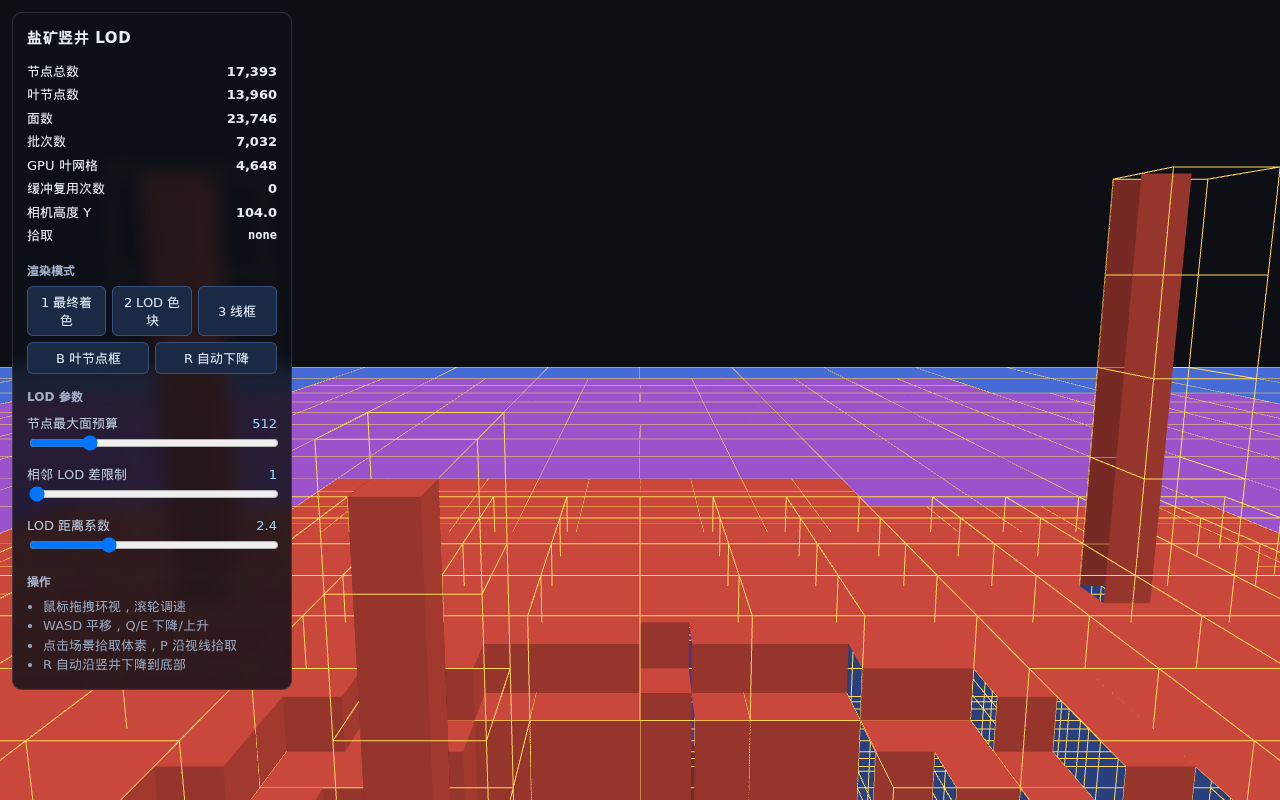 盐矿竖井 LOD
节点总数 17,393
叶节点数 13,960
面数 23,746
批次数 7,032
GPU 叶网格 4,648
缓冲复用次数 0
相机高度 Y 104.0
拾取 none
渲染模式
1 最终着色 2 LOD 色块 3 线框
B 叶节点框 R 自动下降
LOD 参数
节点最大面预算 512
相邻 LOD 差限制 1
LOD 距离系数 2.4
操作
• 鼠标拖拽环视，滚轮调速
• WASD 平移，Q/E 下降/上升
• 点击场景拾取体素，P 沿视线拾取
• R 自动沿竖井下降到底部